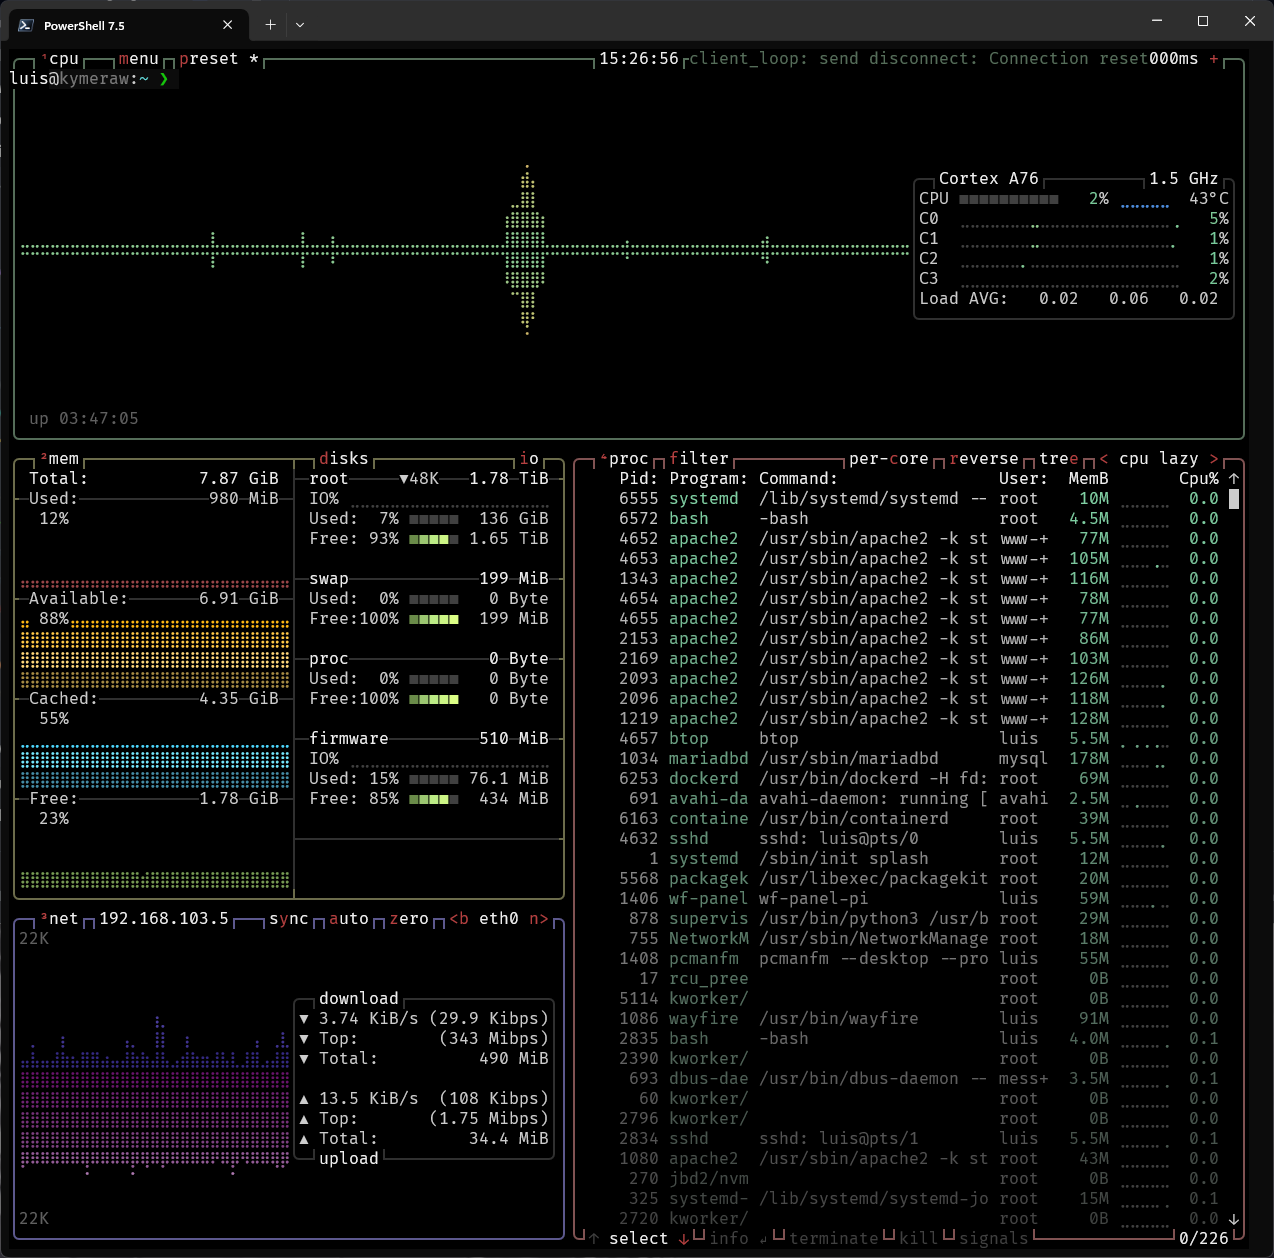 PowerShell 7.5
¹cpu menu preset * 15:26:56 client_loop: send disconnect: Connection reset000ms +
luis@kymeraw:~ ❯
Cortex A76 1.5 GHz
CPU 2% 43°C
C0 5%
C1 1%
C2 1%
C3 2%
Load AVG: 0.02 0.06 0.02
up 03:47:05
²mem disks io
Total: 7.87 GiB
Used: 980 MiB
12%
Available: 6.91 GiB
88%
Cached: 4.35 GiB
55%
Free: 1.78 GiB
23%
root ▼48K 1.78 TiB
IO%
Used: 7% 136 GiB
Free: 93% 1.65 TiB
swap 199 MiB
Used: 0% 0 Byte
Free:100% 199 MiB
proc 0 Byte
Used: 0% 0 Byte
Free:100% 0 Byte
firmware 510 MiB
IO%
Used: 15% 76.1 MiB
Free: 85% 434 MiB
³net 192.168.103.5 sync auto zero <b eth0 n>
22K
download
▼ 3.74 KiB/s (29.9 Kibps)
▼ Top: (343 Mibps)
▼ Total: 490 MiB
▲ 13.5 KiB/s (108 Kibps)
▲ Top: (1.75 Mibps)
▲ Total: 34.4 MiB
upload
22K
⁴proc filter per-core reverse tree < cpu lazy >
Pid: Program: Command: User: MemB Cpu% ↑
6555 systemd /lib/systemd/systemd -- root 10M 0.0
6572 bash -bash root 4.5M 0.0
4652 apache2 /usr/sbin/apache2 -k st www-+ 77M 0.0
4653 apache2 /usr/sbin/apache2 -k st www-+ 105M 0.0
1343 apache2 /usr/sbin/apache2 -k st www-+ 116M 0.0
4654 apache2 /usr/sbin/apache2 -k st www-+ 78M 0.0
4655 apache2 /usr/sbin/apache2 -k st www-+ 77M 0.0
2153 apache2 /usr/sbin/apache2 -k st www-+ 86M 0.0
2169 apache2 /usr/sbin/apache2 -k st www-+ 103M 0.0
2093 apache2 /usr/sbin/apache2 -k st www-+ 126M 0.0
2096 apache2 /usr/sbin/apache2 -k st www-+ 118M 0.0
1219 apache2 /usr/sbin/apache2 -k st www-+ 128M 0.0
4657 btop btop luis 5.5M 0.0
1034 mariadbd /usr/sbin/mariadbd mysql 178M 0.0
6253 dockerd /usr/bin/dockerd -H fd: root 69M 0.0
691 avahi-da avahi-daemon: running [ avahi 2.5M 0.0
6163 containe /usr/bin/containerd root 39M 0.0
4632 sshd sshd: luis@pts/0 luis 5.5M 0.0
1 systemd /sbin/init splash root 12M 0.0
5568 packagek /usr/libexec/packagekit root 20M 0.0
1406 wf-panel wf-panel-pi luis 59M 0.0
878 supervis /usr/bin/python3 /usr/b root 29M 0.0
755 NetworkM /usr/sbin/NetworkManage root 18M 0.0
1408 pcmanfm pcmanfm --desktop --pro luis 55M 0.0
17 rcu_pree root 0B 0.0
5114 kworker/ root 0B 0.0
1086 wayfire /usr/bin/wayfire luis 91M 0.0
2835 bash -bash luis 4.0M 0.1
2390 kworker/ root 0B 0.0
693 dbus-dae /usr/bin/dbus-daemon -- mess+ 3.5M 0.1
60 kworker/ root 0B 0.0
2796 kworker/ root 0B 0.0
2834 sshd sshd: luis@pts/1 luis 5.5M 0.1
1080 apache2 /usr/sbin/apache2 -k st root 43M 0.0
270 jbd2/nvm root 0B 0.0
325 systemd- /lib/systemd/systemd-jo root 15M 0.1
2720 kworker/ root 0B 0.0 ↓
↑ select ↓ info ↲ terminate kill signals 0/226